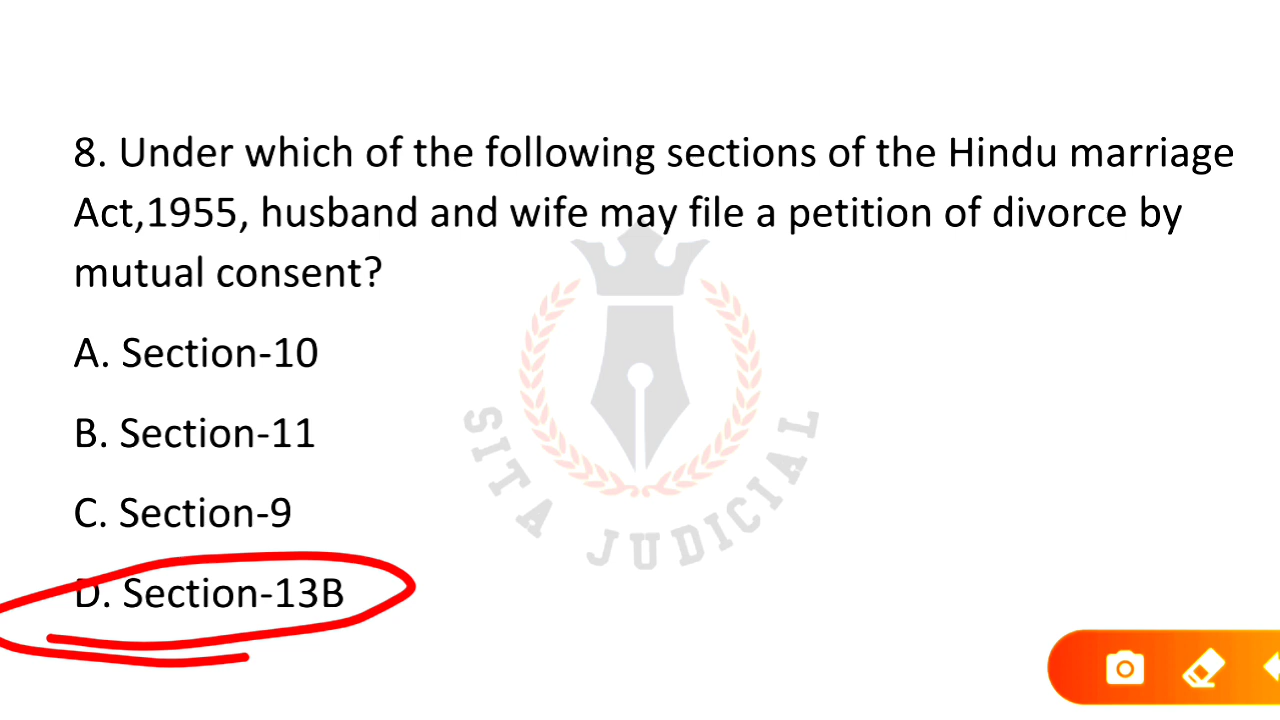 8. Under which of the following sections of the Hindu marriage
Act,1955, husband and wife may file a petition of divorce by
mutual consent?
A. Section-10
B. Section-11
C. Section-9
D. Section-13B
SITA JUDICIAL